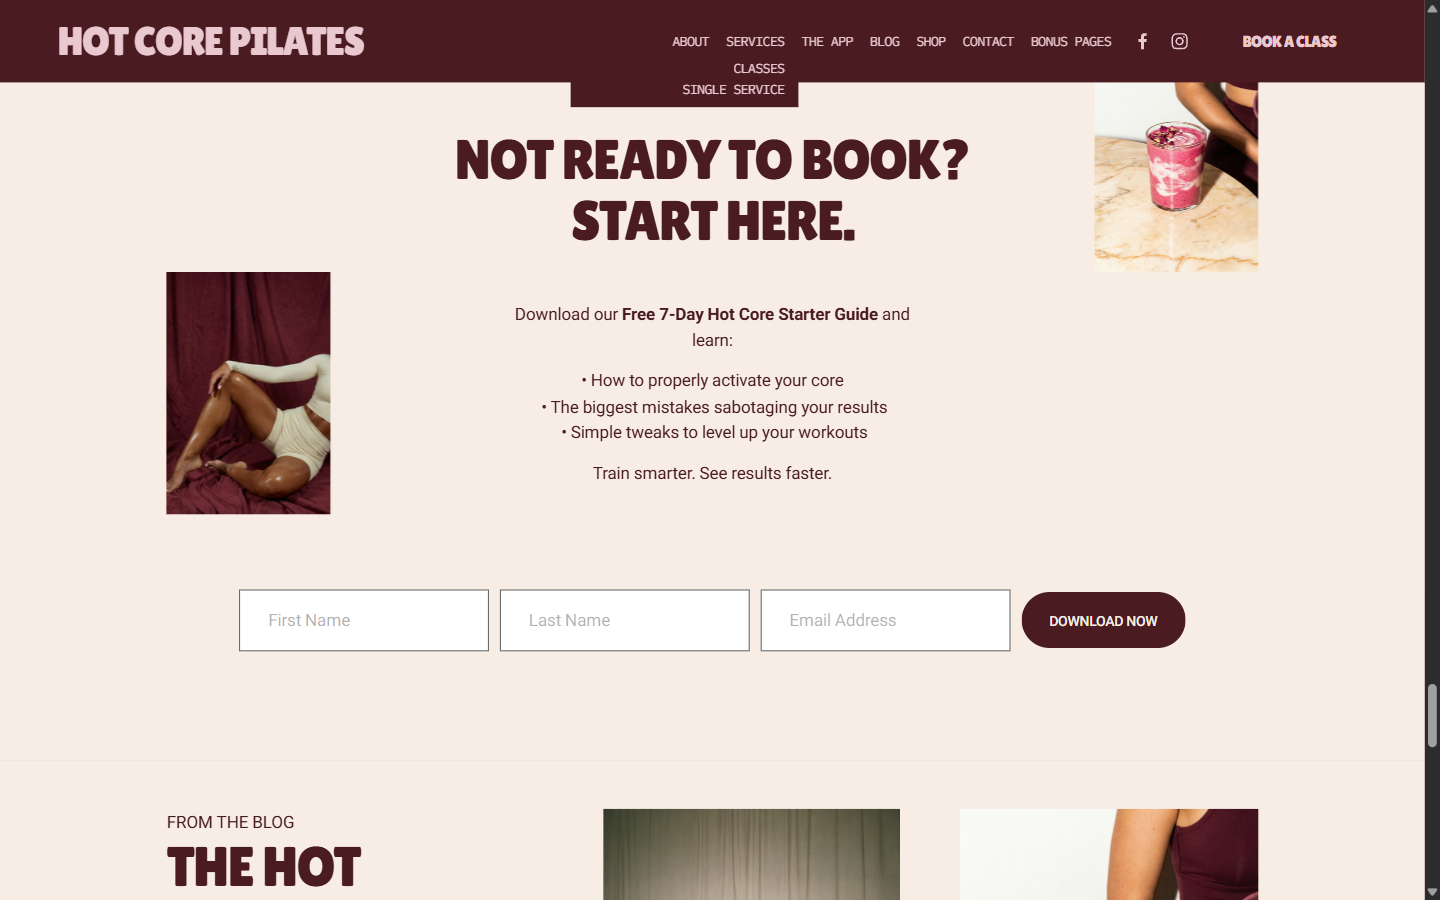 HOT CORE PILATES
ABOUT SERVICES THE APP BLOG SHOP CONTACT BONUS PAGES BOOK A CLASS
CLASSES
SINGLE SERVICE
NOT READY TO BOOK?
START HERE.
Download our Free 7-Day Hot Core Starter Guide and
learn:
• How to properly activate your core
• The biggest mistakes sabotaging your results
• Simple tweaks to level up your workouts
Train smarter. See results faster.
First Name Last Name Email Address DOWNLOAD NOW
FROM THE BLOG
THE HOT